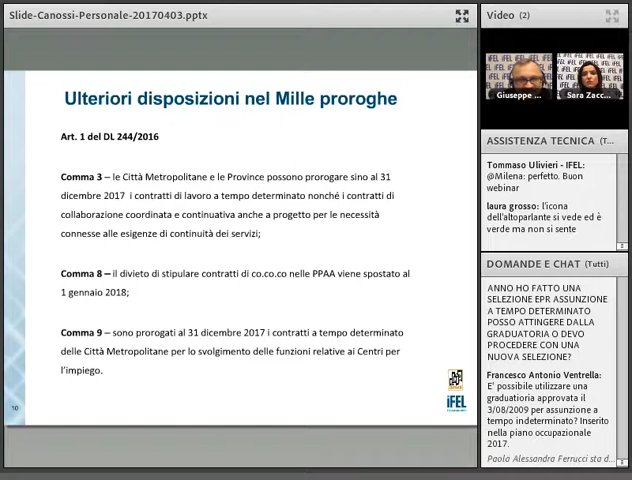 Slide-Canossi-Personale-20170403.pptx
Ulteriori disposizioni nel Mille proroghe
Art. 1 del DL 244/2016
Comma 3 – le Città Metropolitane e le Province possono prorogare sino al 31
dicembre 2017 i contratti di lavoro a tempo determinato nonché i contratti di
collaborazione coordinata e continuativa anche a progetto per le necessità
connesse alle esigenze di continuità dei servizi;
Comma 8 – il divieto di stipulare contratti di co.co.co nelle PPAA viene spostato al
1 gennaio 2018;
Comma 9 – sono prorogati al 31 dicembre 2017 i contratti a tempo determinato
delle Città Metropolitane per lo svolgimento delle funzioni relative ai Centri per
l'impiego.
10
iFEL
Video (2)
Giuseppe ...
Sara Zacc...
ASSISTENZA TECNICA (T...
Tommaso Ulivieri - IFEL:
@Milena: perfetto. Buon
webinar
laura grosso: l'icona
dell'altoparlante si vede ed è
verde ma non si sente
DOMANDE E CHAT (Tutti)
ANNO HO FATTO UNA
SELEZIONE EPR ASSUNZIONE
A TEMPO DETERMINATO
POSSO ATTINGERE DALLA
GRADUATORIA O DEVO
PROCEDERE CON UNA
NUOVA SELEZIONE?
Francesco Antonio Ventrella:
E' possibile utilizzare una
graduatioria approvata il
3/08/2009 per assunzione a
tempo indeterminato? Inserito
nella piano occupazionale
2017.
Paola Alessandra Ferrucci sta d...